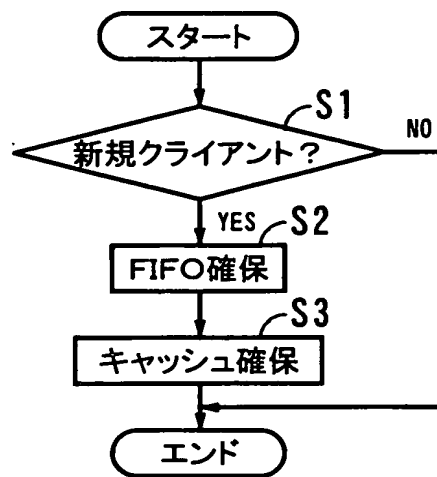 スタート
S1
新規クライアント？
NO
YES
S2
FIFO確保
S3
キャッシュ確保
エンド